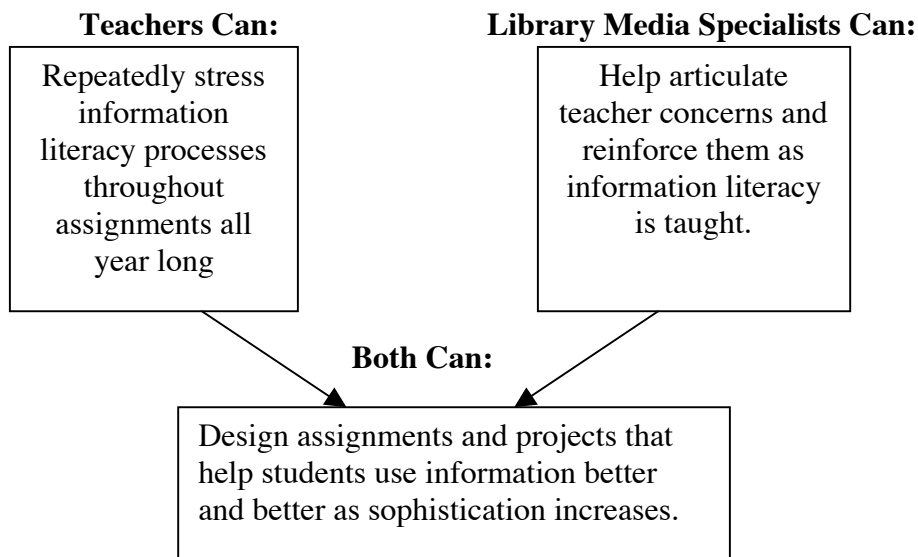 Teachers Can:
Repeatedly stress
information
literacy processes
throughout
assignments all
year long
Library Media Specialists Can:
Help articulate
teacher concerns and
reinforce them as
information literacy
is taught.
Both Can:
Design assignments and projects that
help students use information better
and better as sophistication increases.